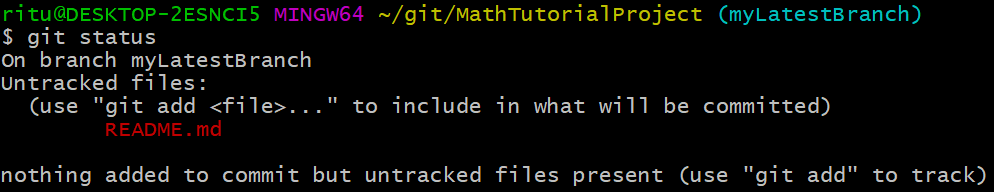 ritu@DESKTOP-2ESNCI5 MINGW64 ~/git/MathTutorialProject (myLatestBranch)
$ git status
On branch myLatestBranch
Untracked files:
  (use "git add <file>..." to include in what will be committed)
        README.md

nothing added to commit but untracked files present (use "git add" to track)